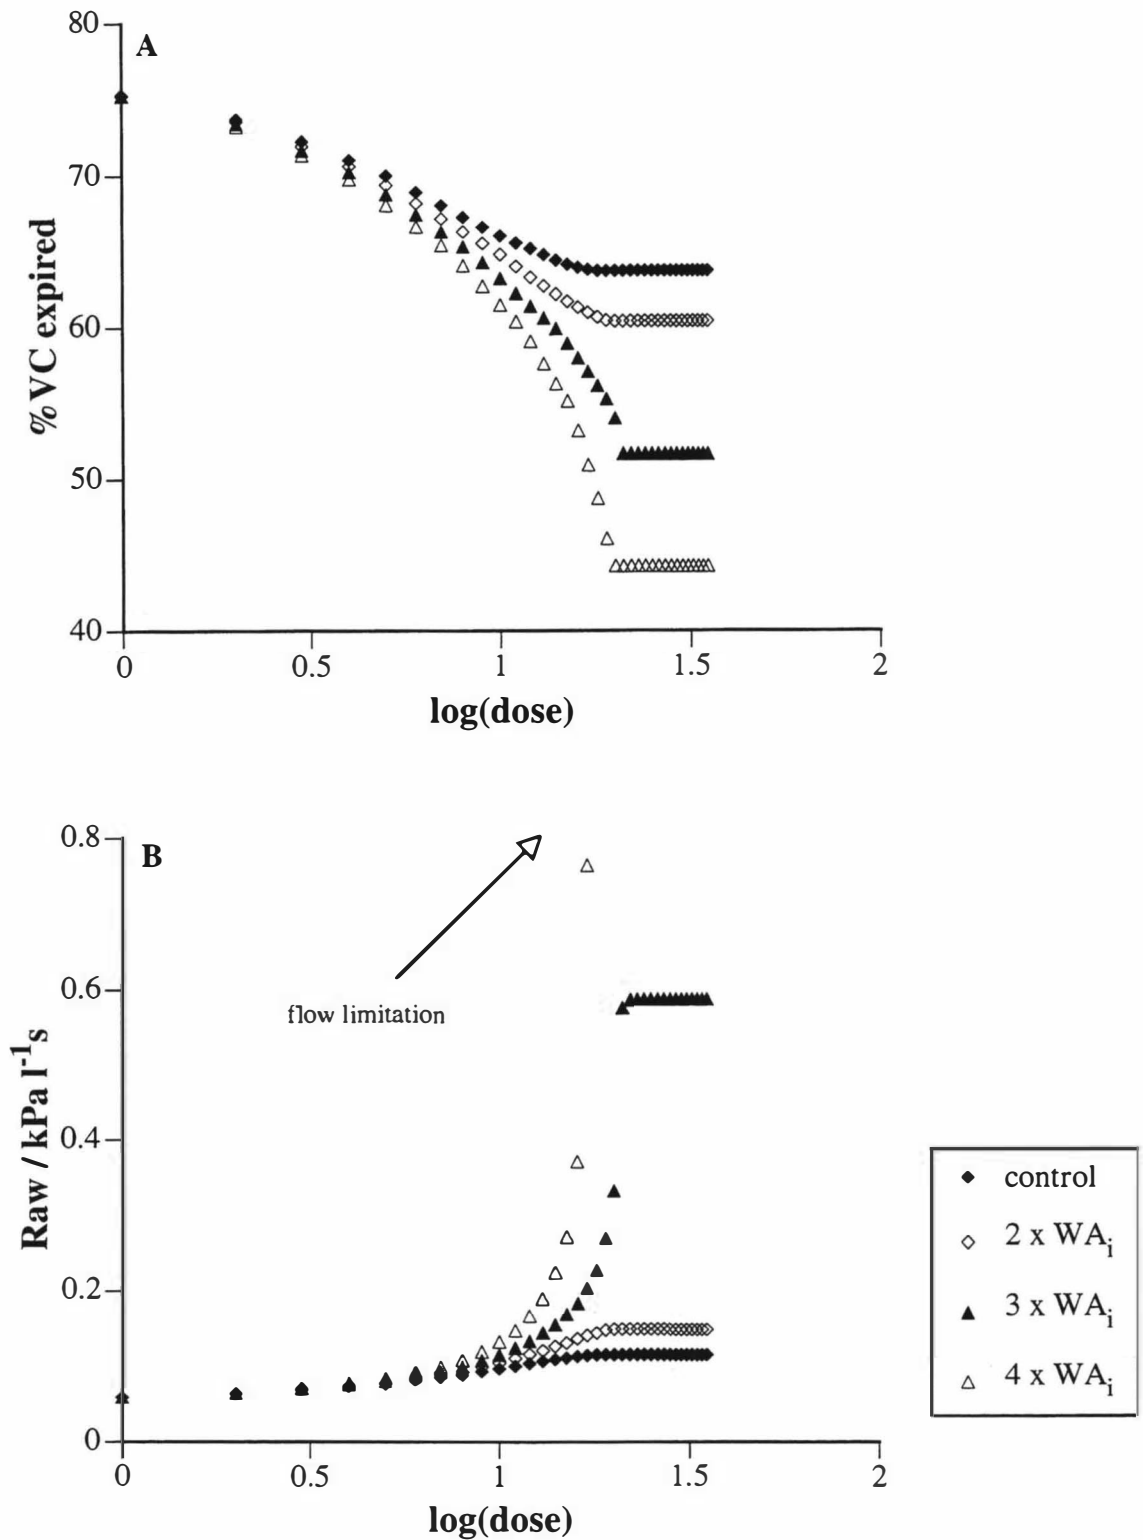 80
A
70
%VC expired
60
50
40
0 0.5 1 1.5 2
log(dose)
0.8
B
0.6
flow limitation
Raw / kPa l-1s
0.4
0.2
0
0 0.5 1 1.5 2
log(dose)
control
2 x WAi
3 x WAi
4 x WAi